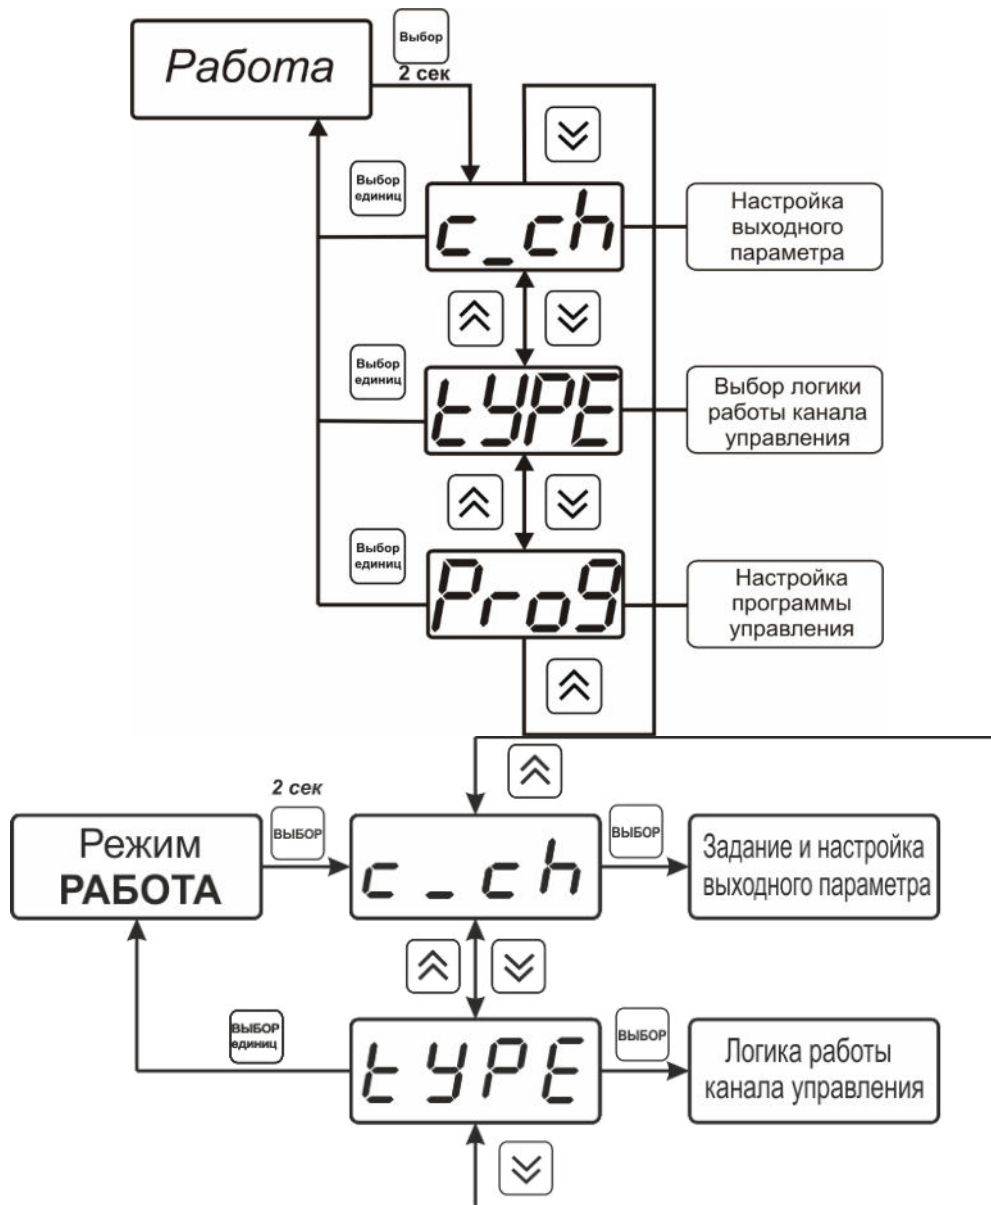 Выбор
Работа
2 сек
Выбор
единиц
c_ch
Настройка
выходного
параметра
Выбор
единиц
tYPE
Выбор логики
работы канала
управления
Выбор
единиц
Prog
Настройка
программы
управления
2 сек
Режим
РАБОТА
ВЫБОР
c_ch
ВЫБОР
Задание и настройка
выходного параметра
ВЫБОР
единиц
tYPE
ВЫБОР
Логика работы
канала управления